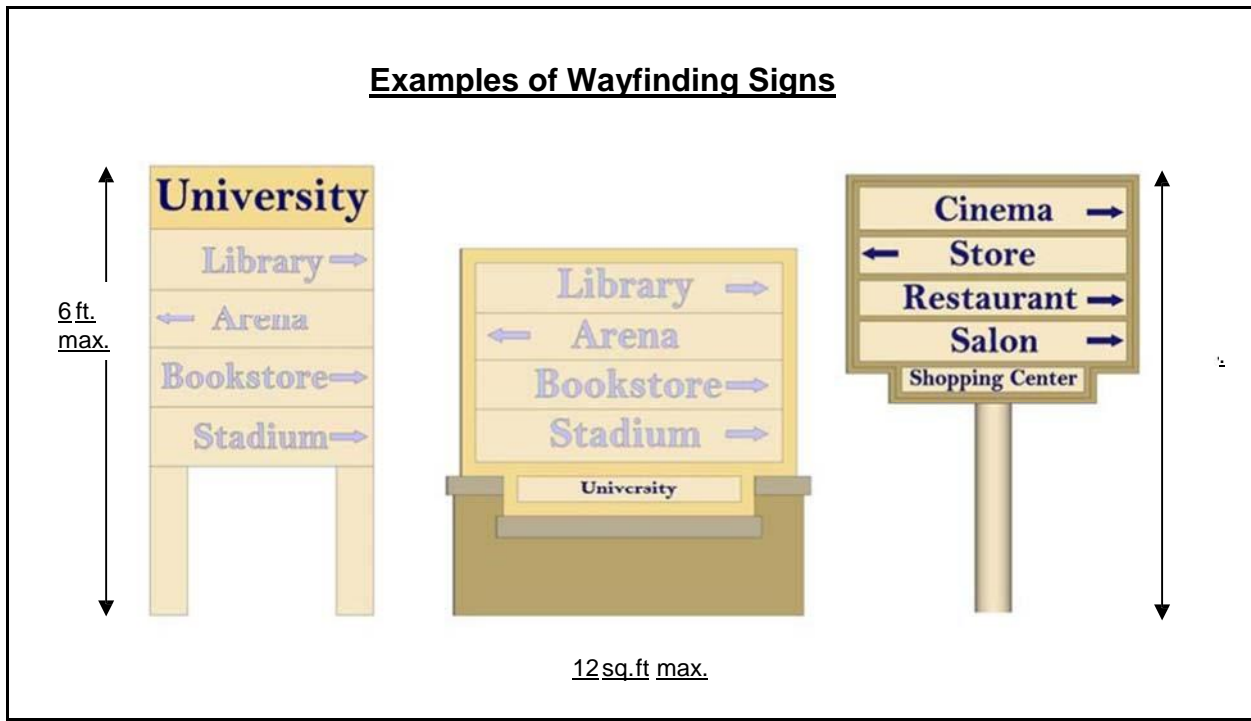 Examples of Wayfinding Signs
University
Library
Arena
Bookstore
Stadium
6 ft.
max.
Library
Arena
Bookstore
Stadium
University
Cinema
Store
Restaurant
Salon
Shopping Center
12 sq.ft max.